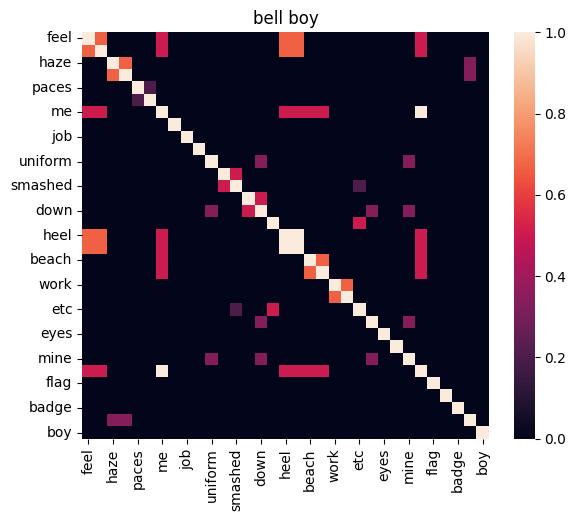 bell boy
feel
haze
paces
me
job
uniform
smashed
down
heel
beach
work
etc
eyes
mine
flag
badge
boy
feel
haze
paces
me
job
uniform
smashed
down
heel
beach
work
etc
eyes
mine
flag
badge
boy
1.0
0.8
0.6
0.4
0.2
0.0